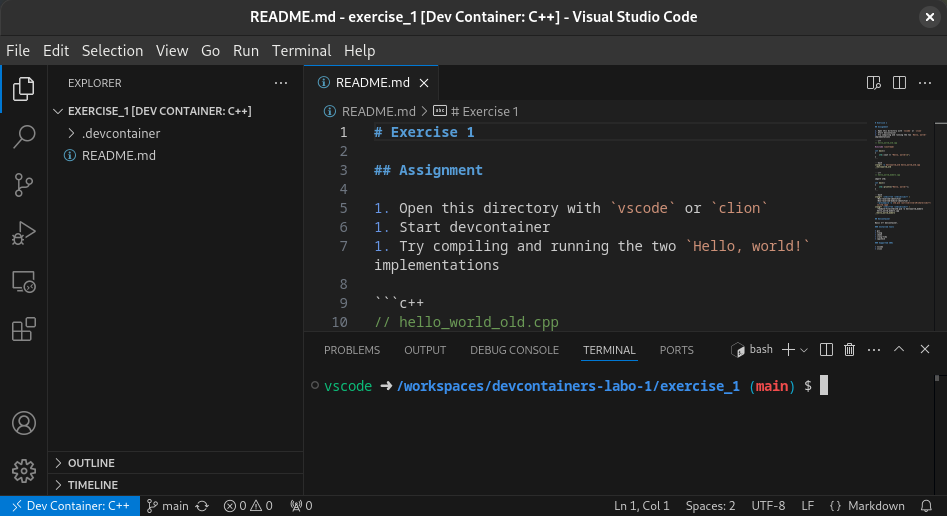 README.md - exercise_1 [Dev Container: C++] - Visual Studio Code
File Edit Selection View Go Run Terminal Help
EXPLORER
EXERCISE_1 [DEV CONTAINER: C++]
.devcontainer
README.md
OUTLINE
TIMELINE
README.md
README.md > # Exercise 1
1 # Exercise 1
2
3 ## Assignment
4
5 1. Open this directory with `vscode` or `clion`
6 1. Start devcontainer
7 1. Try compiling and running the two `Hello, world!`
implementations
8
9 ```c++
10 // hello_world_old.cpp
PROBLEMS OUTPUT DEBUG CONSOLE TERMINAL PORTS bash
vscode ➜ /workspaces/devcontainers-labo-1/exercise_1 (main) $
Dev Container: C++ main 0 0 0 Ln 1, Col 1 Spaces: 2 UTF-8 LF {} Markdown